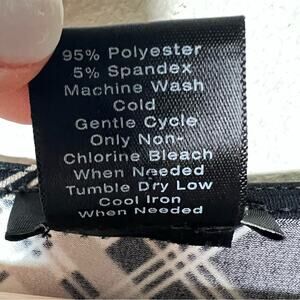 95% Polyester
5% Spandex
Machine Wash
Cold
Gentle Cycle
Only Non-
Chlorine Bleach
When Needed
Tumble Dry Low
Cool Iron
When Needed